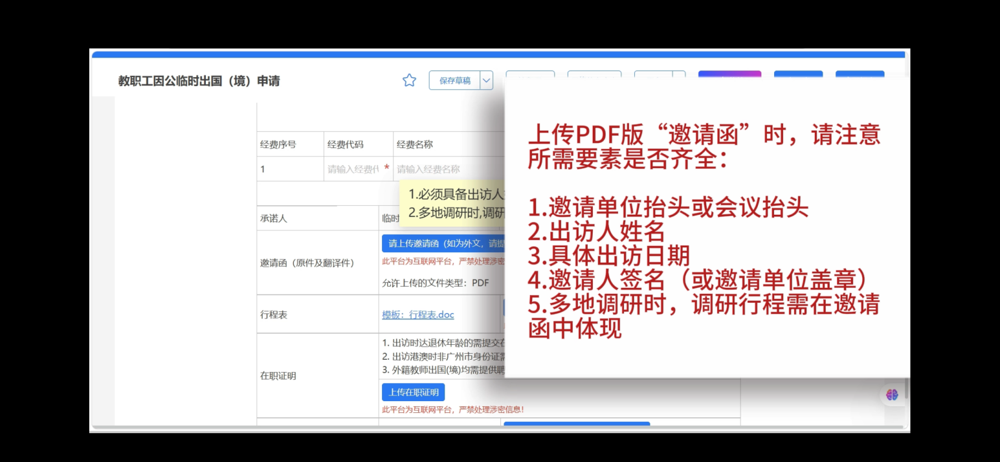 教职工因公临时出国（境）申请
保存草稿
上传PDF版“邀请函”时，请注意
所需要素是否齐全：
1.邀请单位抬头或会议抬头
2.出访人姓名
3.具体出访日期
4.邀请人签名（或邀请单位盖章）
5.多地调研时，调研行程需在邀请
函中体现
经费序号 经费代码 经费名称
1 请输入经费 * 请输入经费名称
1.必须具备出访人
2.多地调研时,调研
承诺人 临时
请上传邀请函（如为外文，请提
邀请函（原件及翻译件）
此平台为互联网平台，严禁处理涉密
允许上传的文件类型：PDF
行程表 模板：行程表.doc
在职证明
1. 出访时达退休年龄的需提交在
2. 出访港澳时非广州市身份证需
3. 外籍教师出国(境)均需提供聘
上传在职证明
此平台为互联网平台，严禁处理涉密信息！